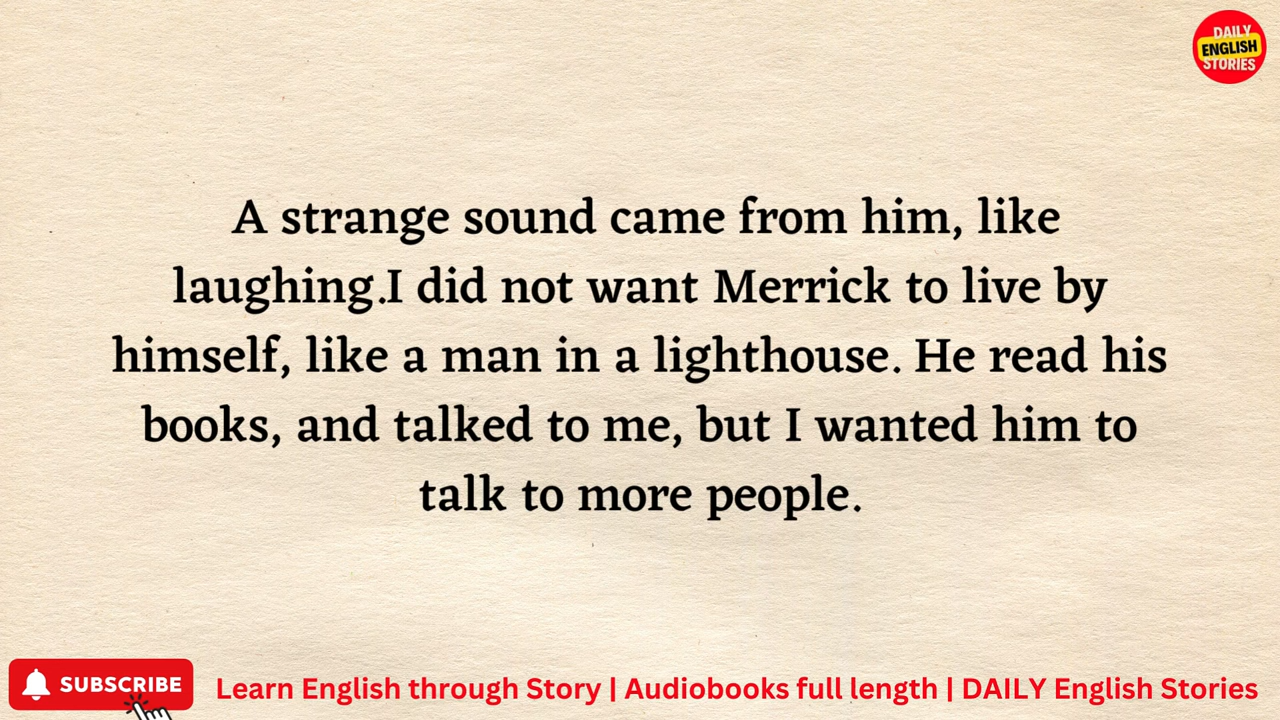 DAILY
ENGLISH
STORIES
A strange sound came from him, like
laughing.I did not want Merrick to live by
himself, like a man in a lighthouse. He read his
books, and talked to me, but I wanted him to
talk to more people.
SUBSCRIBE
Learn English through Story | Audiobooks full length | DAILY English Stories